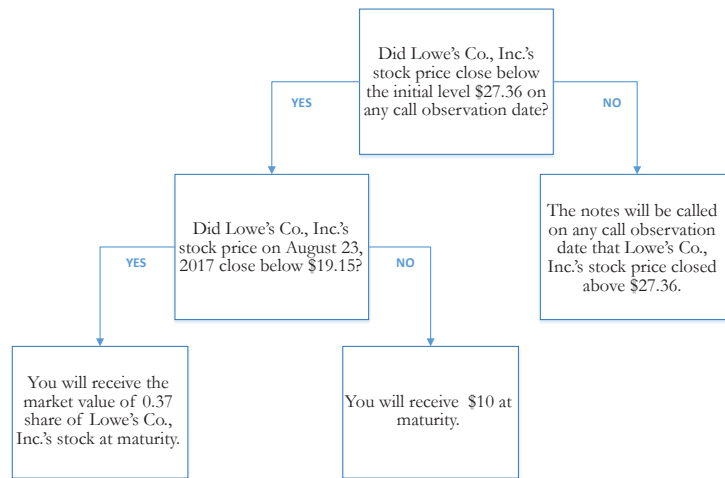 Did Lowe's Co., Inc.'s
stock price close below
the initial level $27.36 on
any call observation date?
YES
NO
Did Lowe's Co., Inc.'s
stock price on August 23,
2017 close below $19.15?
The notes will be called
on any call observation
date that Lowe's Co.,
Inc.'s stock price closed
above $27.36.
YES
NO
You will receive the
market value of 0.37
share of Lowe's Co.,
Inc.'s stock at maturity.
You will receive $10 at
maturity.